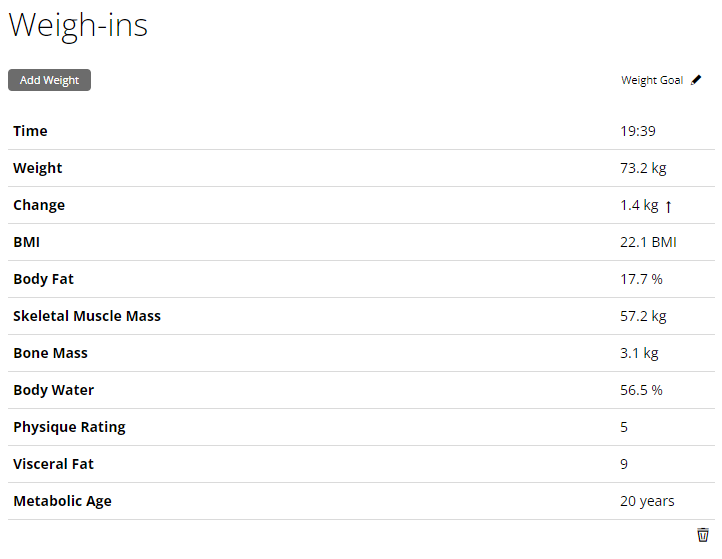 Weigh-ins
Add Weight Weight Goal
Time 19:39
Weight 73.2 kg
Change 1.4 kg ↑
BMI 22.1 BMI
Body Fat 17.7 %
Skeletal Muscle Mass 57.2 kg
Bone Mass 3.1 kg
Body Water 56.5 %
Physique Rating 5
Visceral Fat 9
Metabolic Age 20 years